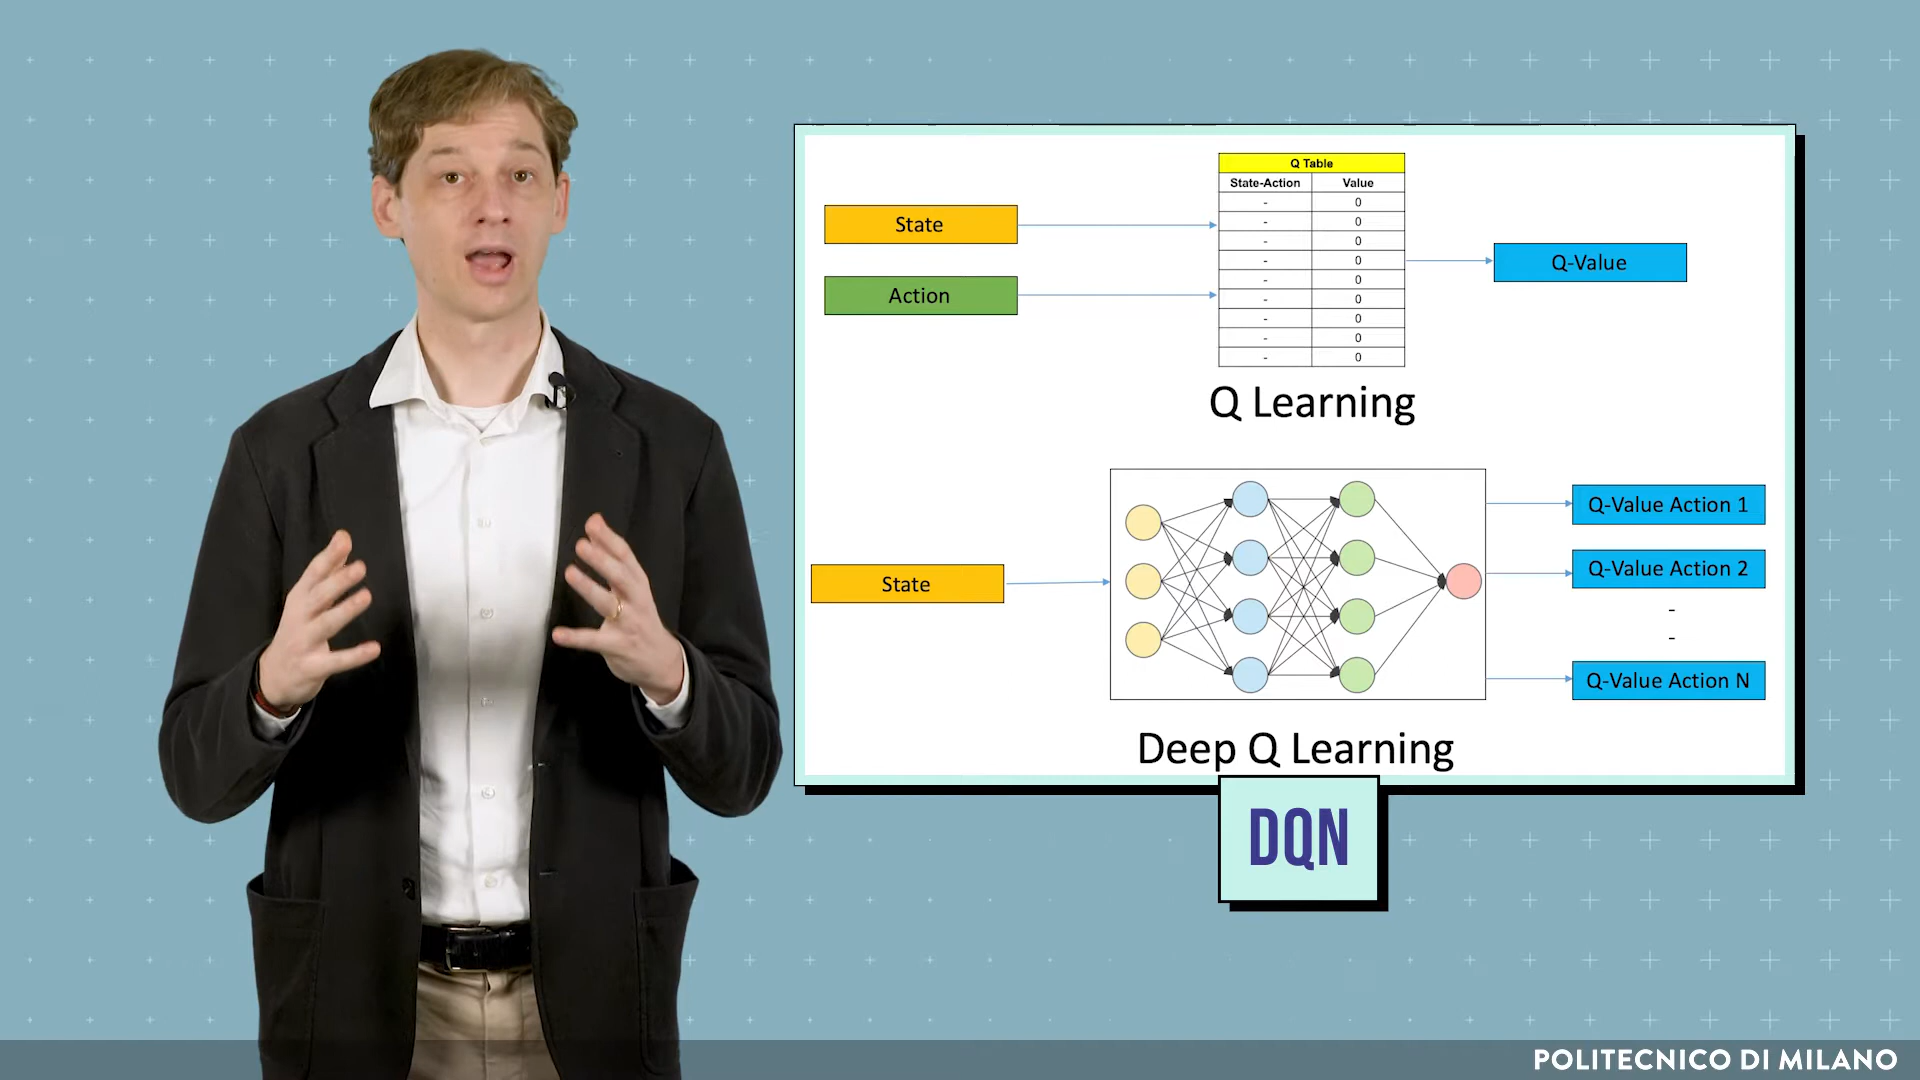 Q Table
State-Action Value
- 0
- 0
- 0
- 0
- 0
- 0
- 0
- 0
- 0
State
Action
Q-Value
Q Learning
State
Q-Value Action 1
Q-Value Action 2
-
-
Q-Value Action N
Deep Q Learning
DQN
POLITECNICO DI MILANO